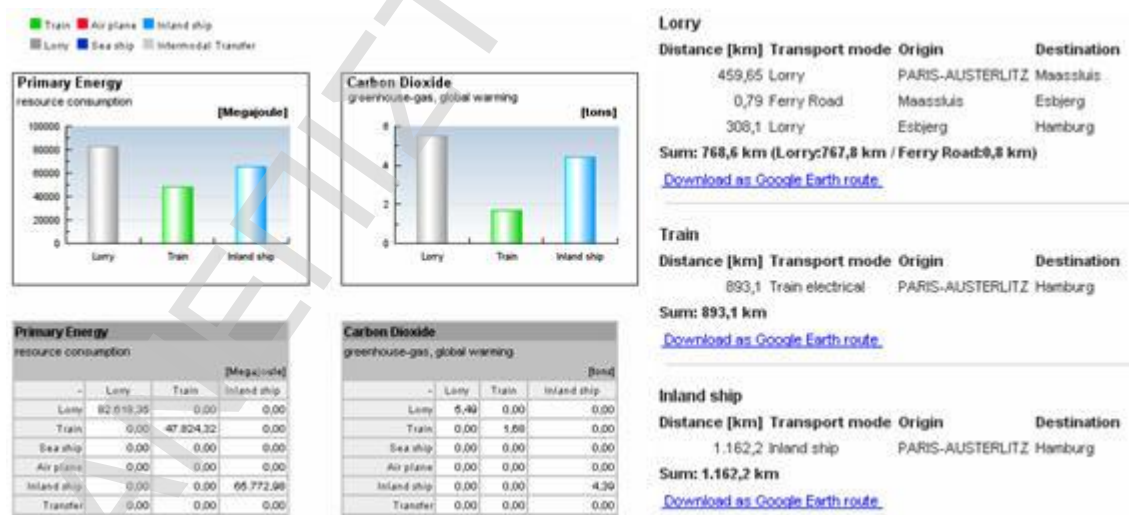 Train Air plane Inland ship
Lorry Sea ship Intermodal Transfer
Primary Energy
resource consumption
[Megajoule]
100000
80000
60000
40000
20000
0
Lorry Train Inland ship
Carbon Dioxide
greenhouse-gas, global warming
[tons]
6
4
2
0
Lorry Train Inland ship
Primary Energy
resource consumption
[Megajoule]
- Lorry Train Inland ship
Lorry 82.619,35 0,00 0,00
Train 0,00 47.824,32 0,00
Sea ship 0,00 0,00 0,00
Air plane 0,00 0,00 0,00
Inland ship 0,00 0,00 65.772,98
Transfer 0,00 0,00 0,00
Carbon Dioxide
greenhouse-gas, global warming
[tond]
- Lorry Train Inland ship
Lorry 5,49 0,00 0,00
Train 0,00 1,68 0,00
Sea ship 0,00 0,00 0,00
Air plane 0,00 0,00 0,00
Inland ship 0,00 0,00 4,39
Transfer 0,00 0,00 0,00
Lorry
Distance [km] Transport mode Origin Destination
459,65 Lorry PARIS-AUSTERLITZ Maassluis
0,79 Ferry Road Maassluis Esbjerg
308,1 Lorry Esbjerg Hamburg
Sum: 768,6 km (Lorry:767,8 km / Ferry Road:0,8 km)
Download as Google Earth route
Train
Distance [km] Transport mode Origin Destination
893,1 Train electrical PARIS-AUSTERLITZ Hamburg
Sum: 893,1 km
Download as Google Earth route
Inland ship
Distance [km] Transport mode Origin Destination
1.162,2 Inland ship PARIS-AUSTERLITZ Hamburg
Sum: 1.162,2 km
Download as Google Earth route